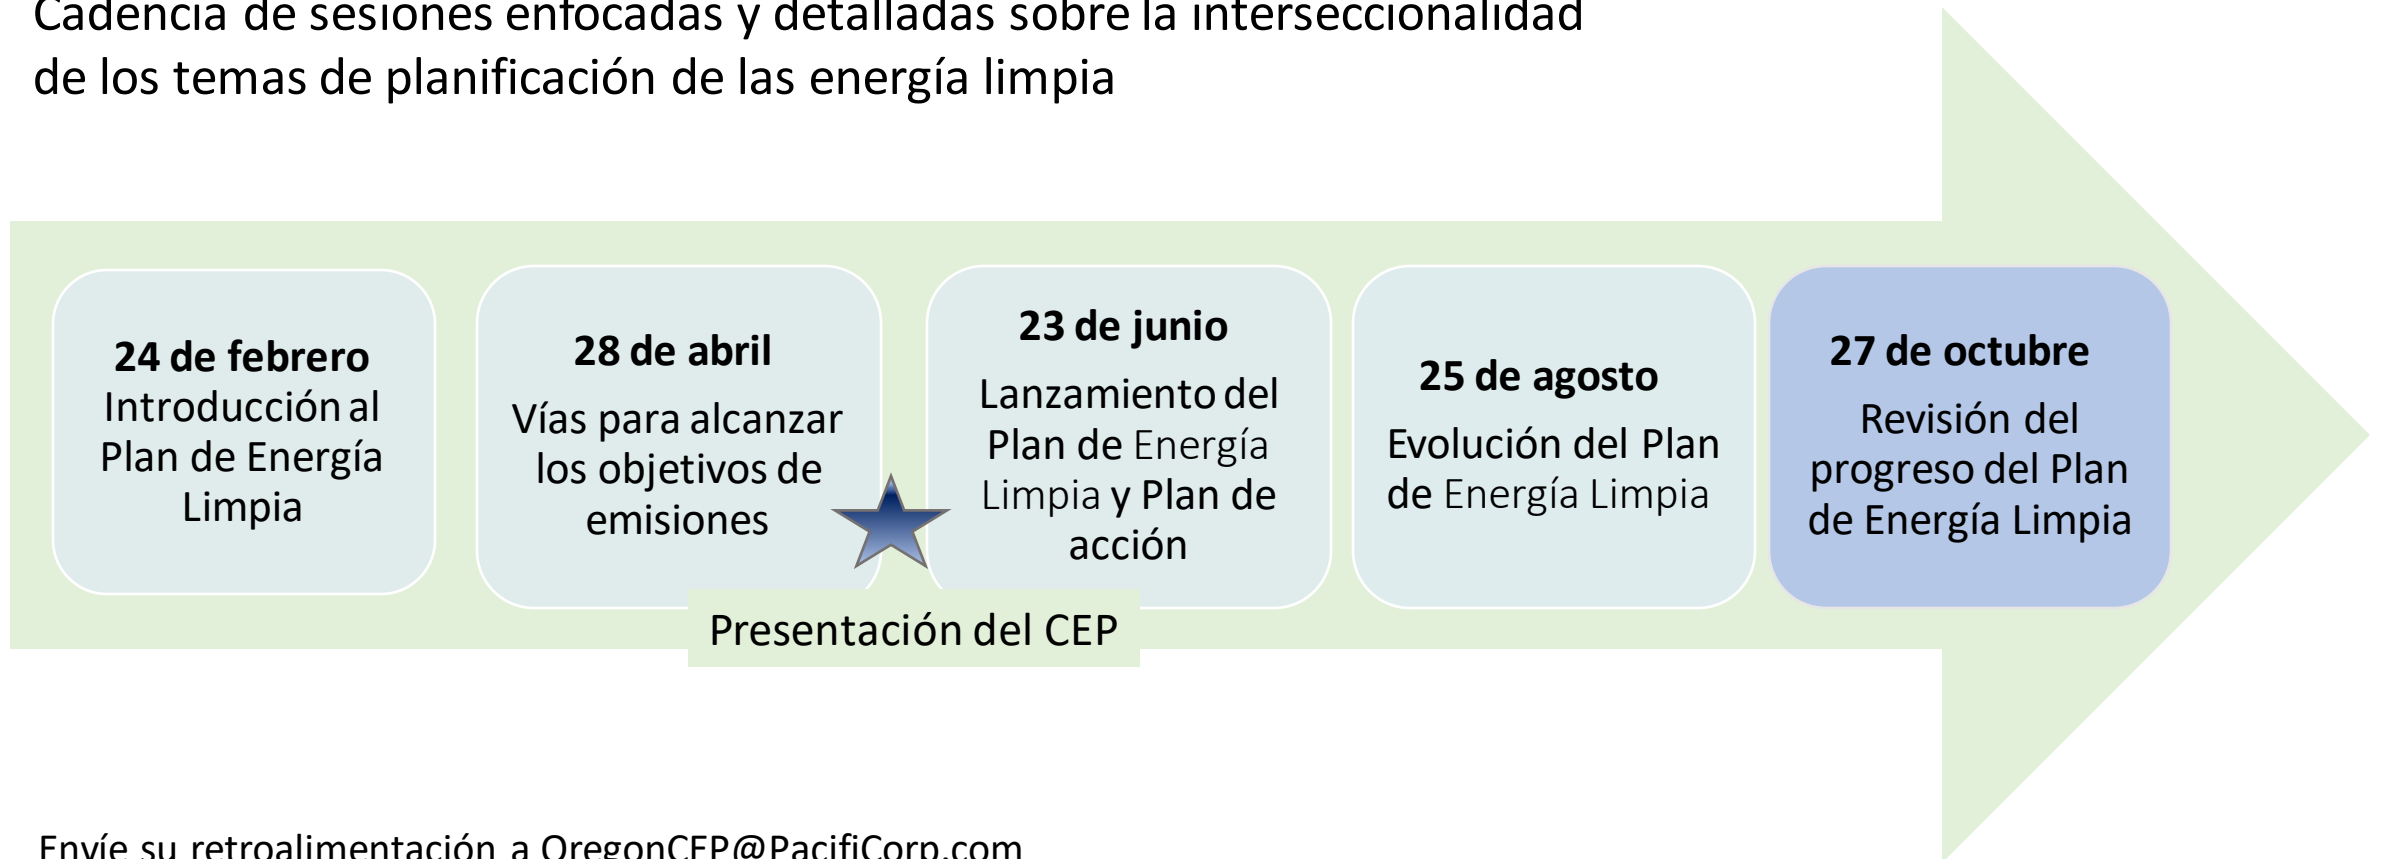 Cadencia de sesiones enfocadas y detalladas sobre la interseccionalidad
de los temas de planificación de las energía limpia
24 de febrero
Introducción al
Plan de Energía
Limpia
28 de abril
Vías para alcanzar
los objetivos de
emisiones
23 de junio
Lanzamiento del
Plan de Energía
Limpia y Plan de
acción
25 de agosto
Evolución del Plan
de Energía Limpia
27 de octubre
Revisión del
progreso del Plan
de Energía Limpia
Presentación del CEP
Envíe su retroalimentación a OregonCEP@PacifiCorp.com